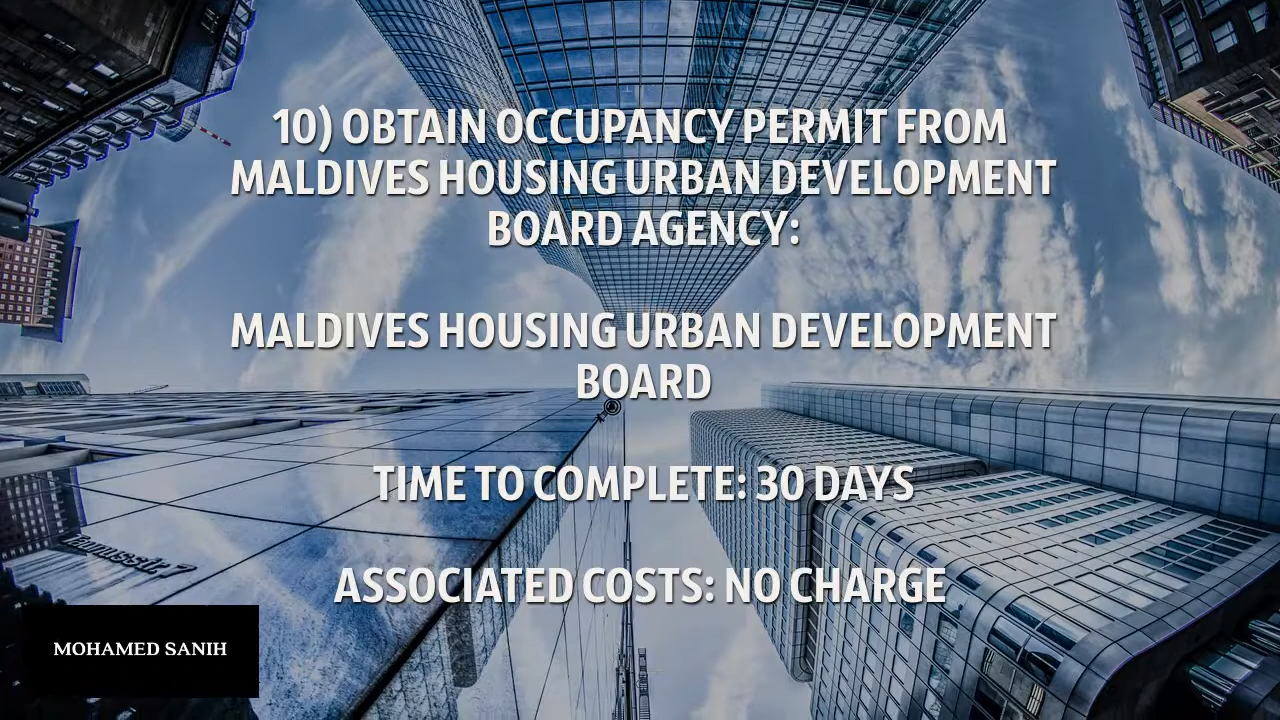 10) OBTAIN OCCUPANCY PERMIT FROM
MALDIVES HOUSING URBAN DEVELOPMENT
BOARD AGENCY:
MALDIVES HOUSING URBAN DEVELOPMENT
BOARD
TIME TO COMPLETE: 30 DAYS
ASSOCIATED COSTS: NO CHARGE
MOHAMED SANIH